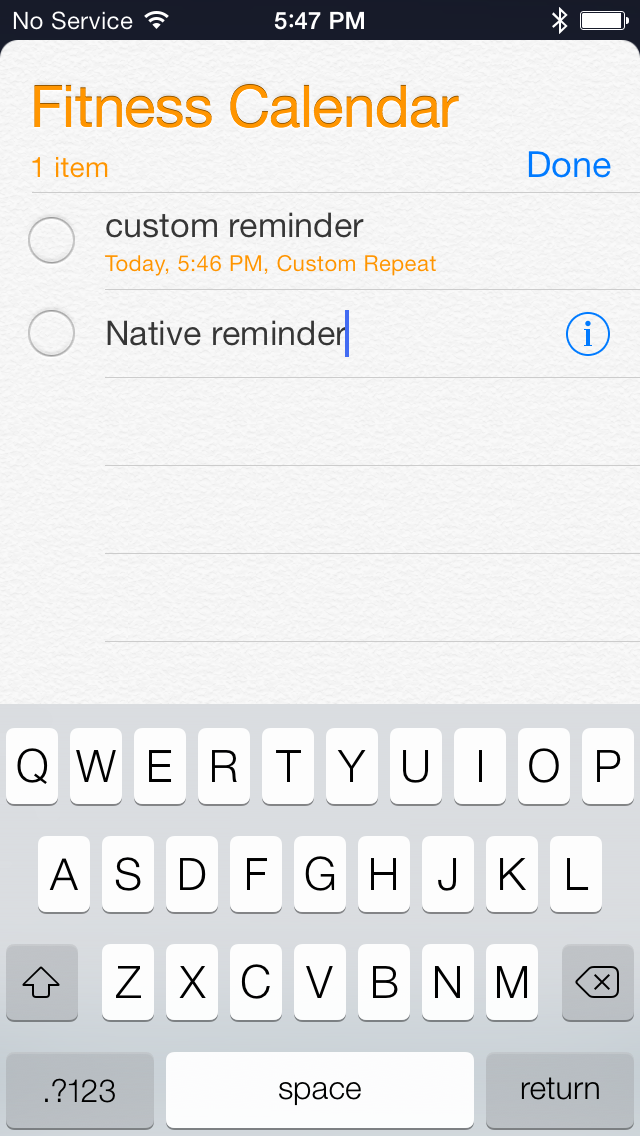 No Service 5:47 PM
Fitness Calendar
1 item Done
custom reminder
Today, 5:46 PM, Custom Repeat
Native reminder i
Q W E R T Y U I O P
A S D F G H J K L
Z X C V B N M
.?123 space return